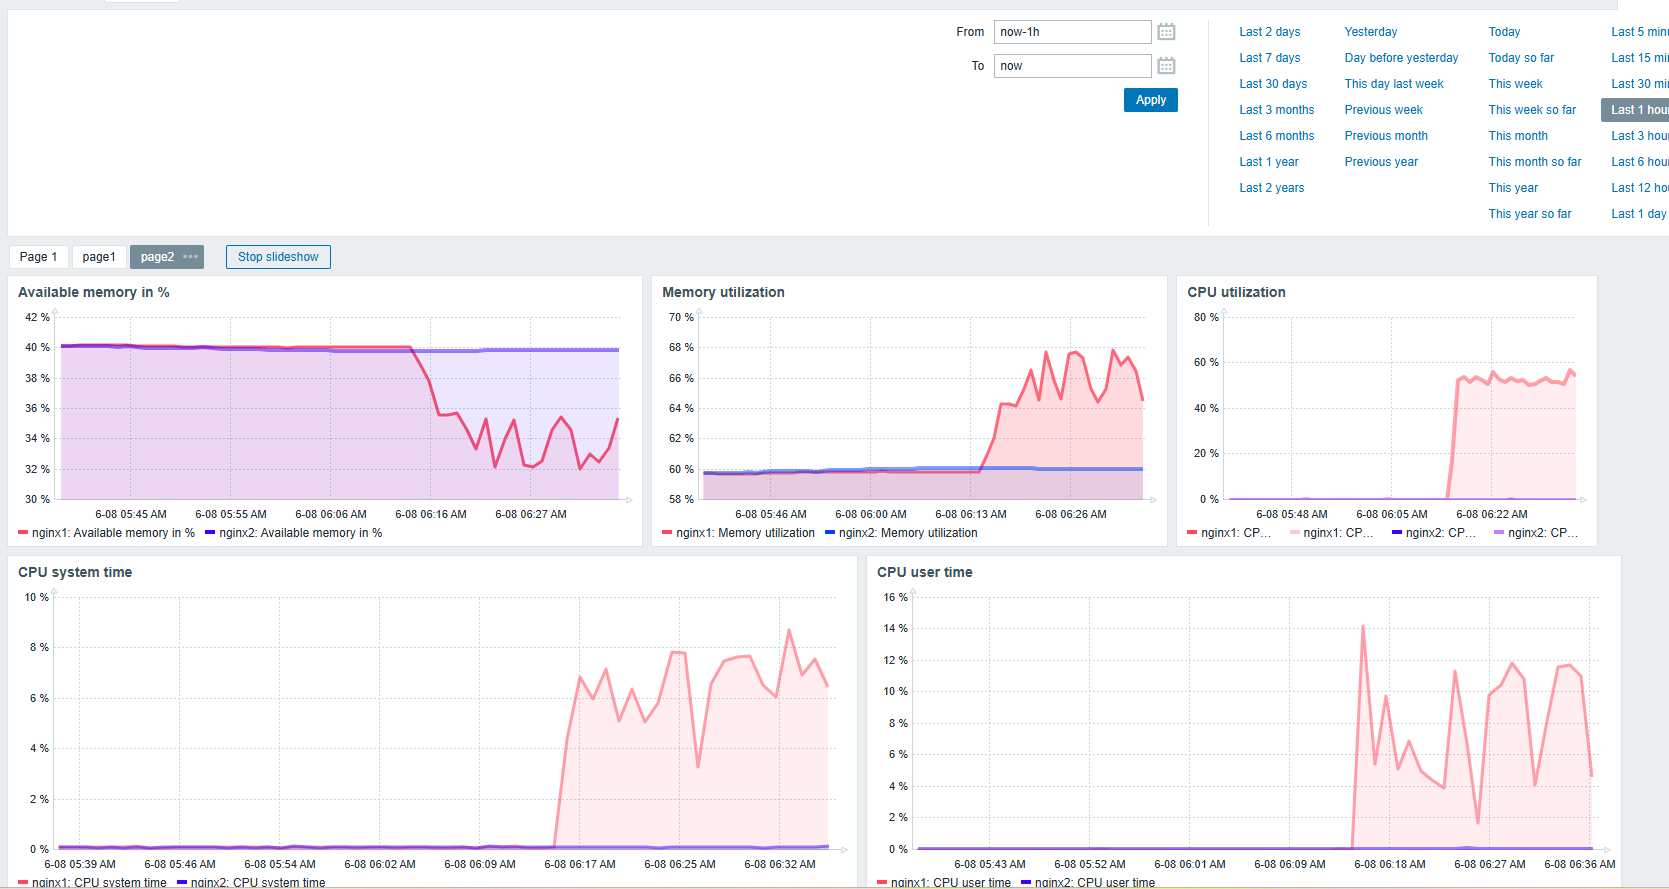 From now-1h
To now
Apply
Last 2 days Yesterday Today Last 5 minu
Last 7 days Day before yesterday Today so far Last 15 min
Last 30 days This day last week This week Last 30 min
Last 3 months Previous week This week so far Last 1 hour
Last 6 months Previous month This month Last 3 hour
Last 1 year Previous year This month so far Last 6 hour
Last 2 years This year Last 12 hou
This year so far Last 1 day
Page 1 page1 page2 ••• Stop slideshow
Available memory in %
42 %
40 %
38 %
36 %
34 %
32 %
30 %
6-08 05:45 AM 6-08 05:55 AM 6-08 06:06 AM 6-08 06:16 AM 6-08 06:27 AM
nginx1: Available memory in % nginx2: Available memory in %
Memory utilization
70 %
68 %
66 %
64 %
62 %
60 %
58 %
6-08 05:46 AM 6-08 06:00 AM 6-08 06:13 AM 6-08 06:26 AM
nginx1: Memory utilization nginx2: Memory utilization
CPU utilization
80 %
60 %
40 %
20 %
0 %
6-08 05:48 AM 6-08 06:05 AM 6-08 06:22 AM
nginx1: CP... nginx1: CP... nginx2: CP... nginx2: CP...
CPU system time
10 %
8 %
6 %
4 %
2 %
0 %
6-08 05:39 AM 6-08 05:46 AM 6-08 05:54 AM 6-08 06:02 AM 6-08 06:09 AM 6-08 06:17 AM 6-08 06:25 AM 6-08 06:32 AM
nginx1: CPU system time nginx2: CPU system time
CPU user time
16 %
14 %
12 %
10 %
8 %
6 %
4 %
2 %
0 %
6-08 05:43 AM 6-08 05:52 AM 6-08 06:01 AM 6-08 06:09 AM 6-08 06:18 AM 6-08 06:27 AM 6-08 06:36 AM
nginx1: CPU user time nginx2: CPU user time